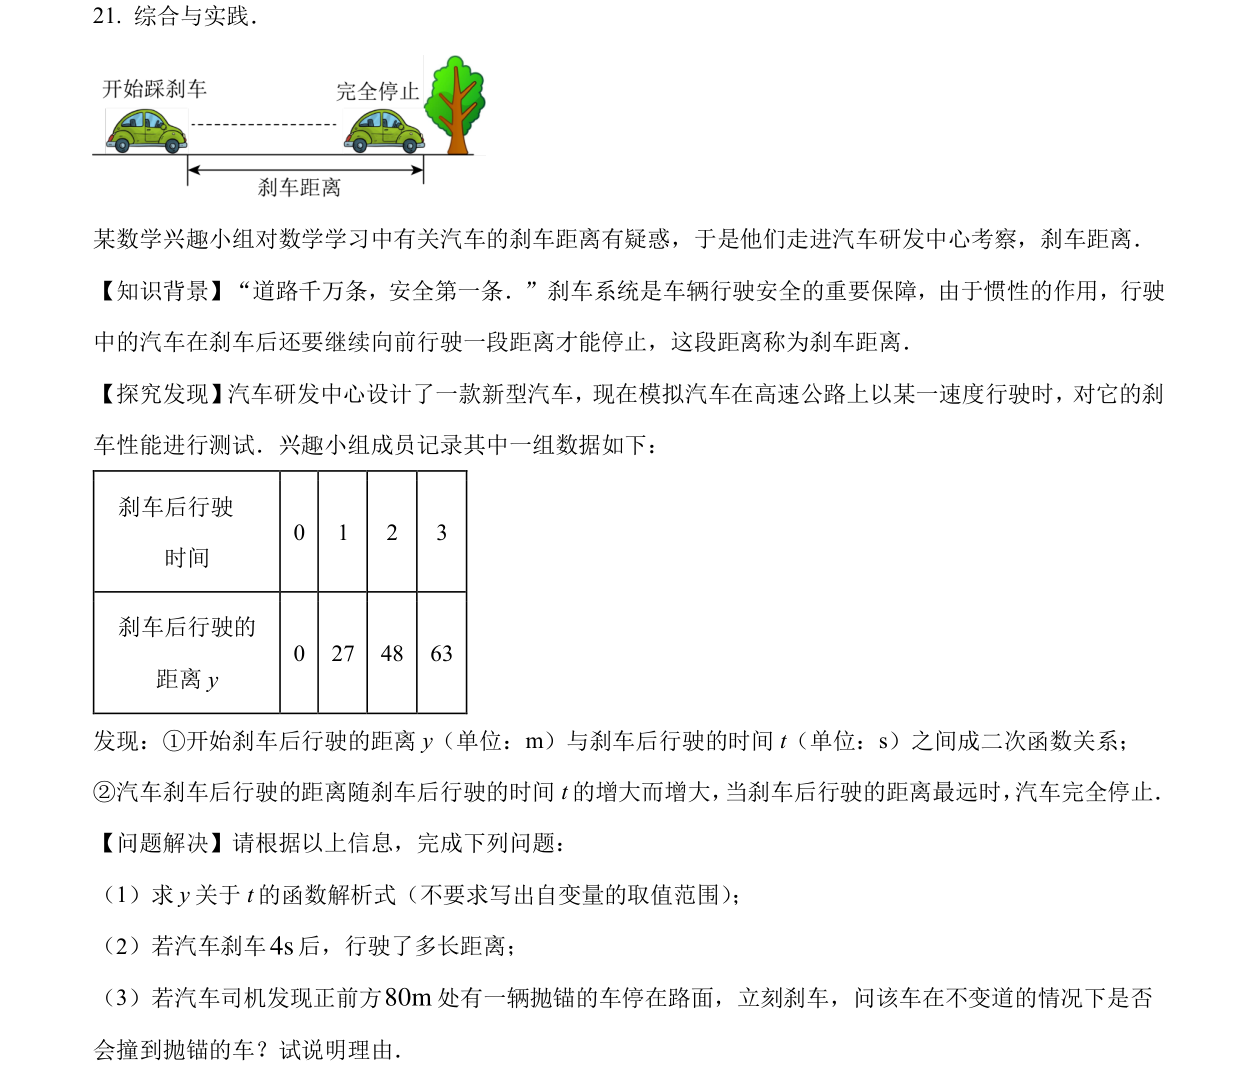 21. 综合与实践．
开始踩刹车
完全停止
刹车距离
某数学兴趣小组对数学学习中有关汽车的刹车距离有疑惑，于是他们走进汽车研发中心考察，刹车距离．
【知识背景】“道路千万条，安全第一条．”刹车系统是车辆行驶安全的重要保障，由于惯性的作用，行驶
中的汽车在刹车后还要继续向前行驶一段距离才能停止，这段距离称为刹车距离．
【探究发现】汽车研发中心设计了一款新型汽车，现在模拟汽车在高速公路上以某一速度行驶时，对它的刹
车性能进行测试．兴趣小组成员记录其中一组数据如下：
刹车后行驶
时间
0 1 2 3
刹车后行驶的
距离 y
0 27 48 63
发现：①开始刹车后行驶的距离 y（单位：m）与刹车后行驶的时间 t（单位：s）之间成二次函数关系；
②汽车刹车后行驶的距离随刹车后行驶的时间 t 的增大而增大，当刹车后行驶的距离最远时，汽车完全停止．
【问题解决】请根据以上信息，完成下列问题：
（1）求 y 关于 t 的函数解析式（不要求写出自变量的取值范围）；
（2）若汽车刹车 4s 后，行驶了多长距离；
（3）若汽车司机发现正前方 80m 处有一辆抛锚的车停在路面，立刻刹车，问该车在不变道的情况下是否
会撞到抛锚的车？试说明理由．